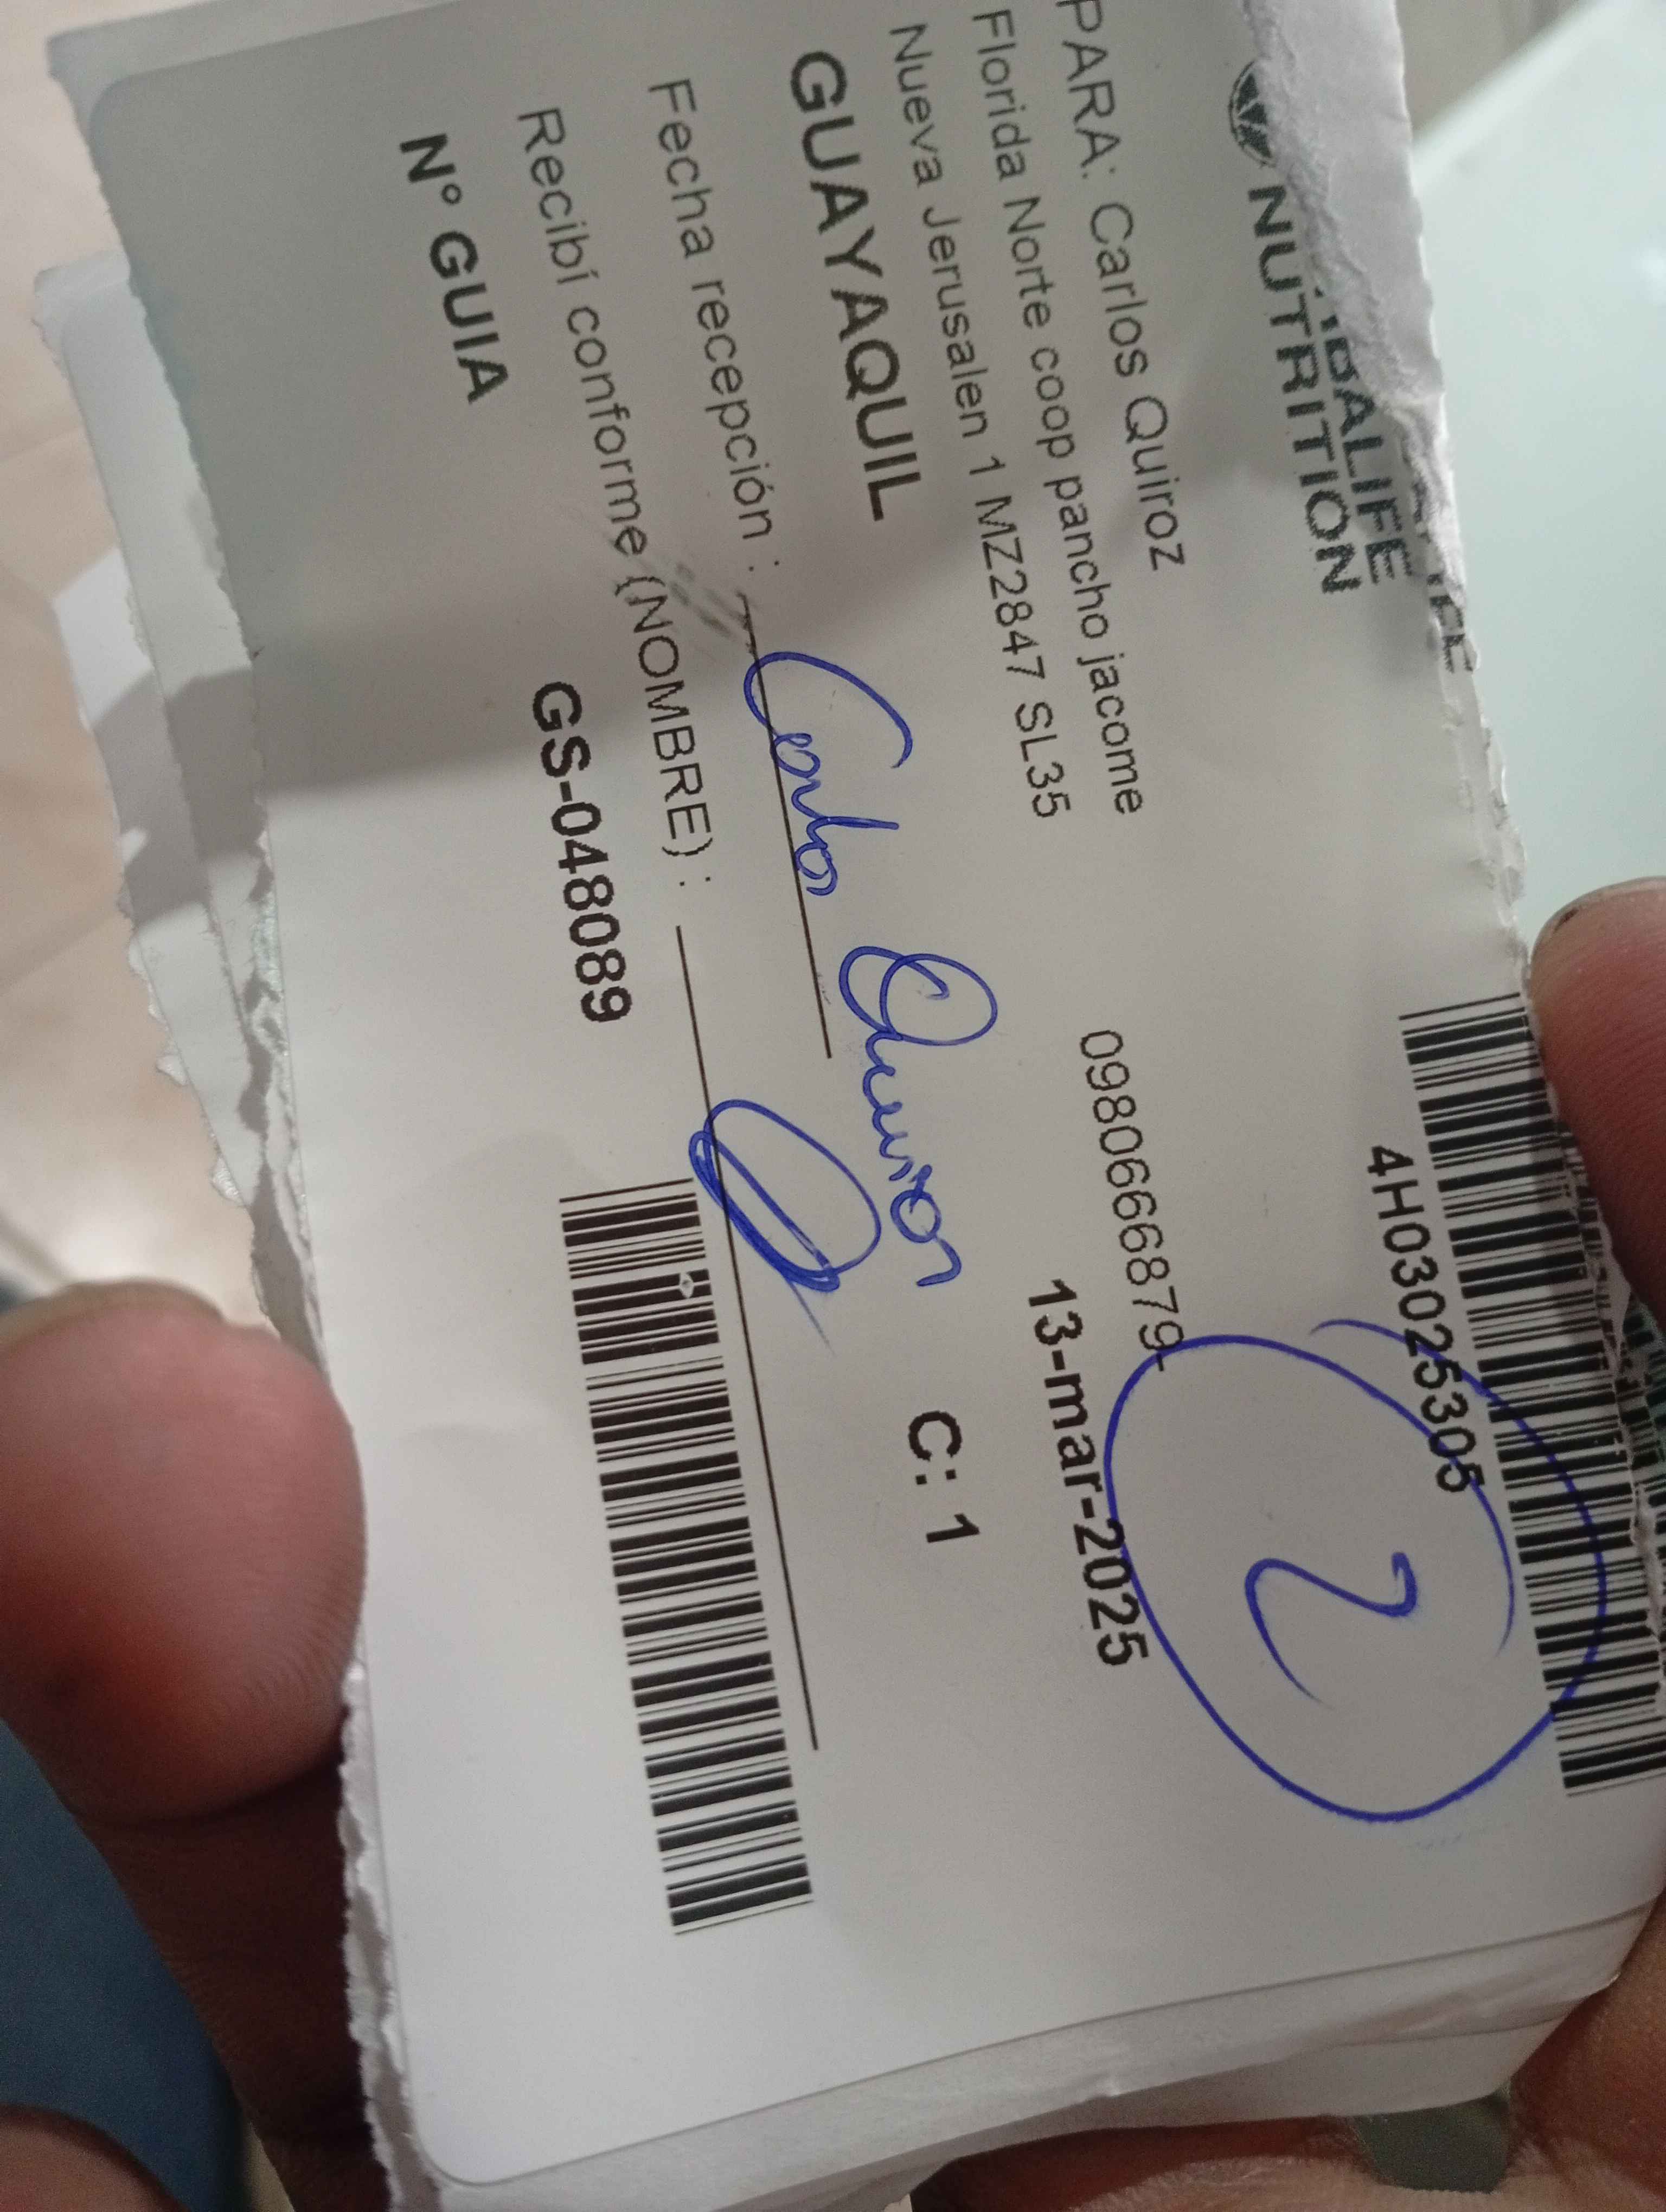 HERBALIFE
NUTRITION
4H03025305
2
PARA: Carlos Quiroz
Florida Norte coop pancho jacome
Nueva Jerusalen 1 MZ2847 SL35
0980666879-
13-mar-2025
GUAYAQUIL
C: 1
Fecha recepción :
Carlos Quiroz
Recibí conforme (NOMBRE) :
N° GUIA
GS-048089